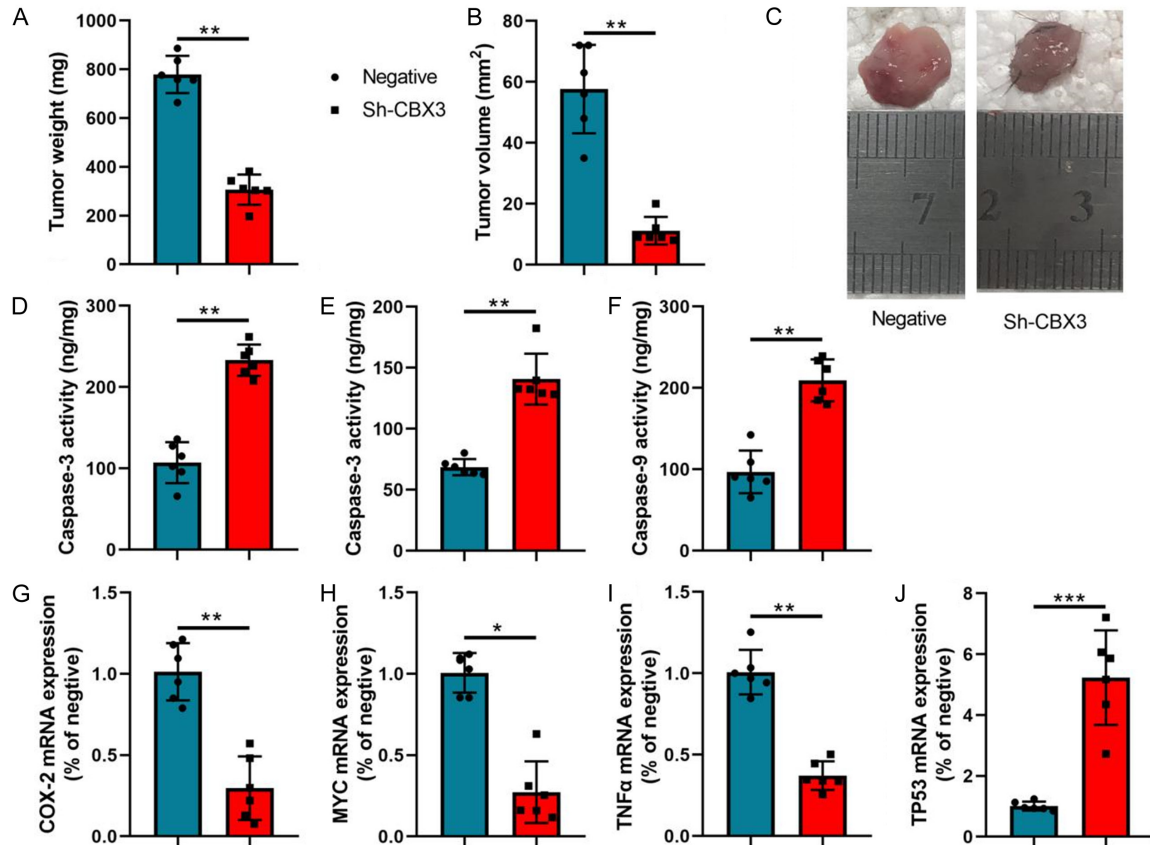 A
Tumor weight (mg)
1000
800
600
400
200
0
**
Negative
Sh-CBX3
B
Tumor volume (mm²)
80
60
40
20
0
**
C
7
2 3
Negative
Sh-CBX3
D
Caspase-3 activity (ng/mg)
300
200
100
0
**
E
Caspase-3 activity (ng/mg)
200
150
100
50
0
**
F
Caspase-9 activity (ng/mg)
300
200
100
0
**
G
COX-2 mRNA expression
(% of negtive)
1.5
1.0
0.5
0.0
**
H
MYC mRNA expression
(% of negtive)
1.5
1.0
0.5
0.0
*
I
TNFα mRNA expression
(% of negtive)
1.5
1.0
0.5
0.0
**
J
TP53 mRNA expression
(% of negtive)
8
6
4
2
0
***